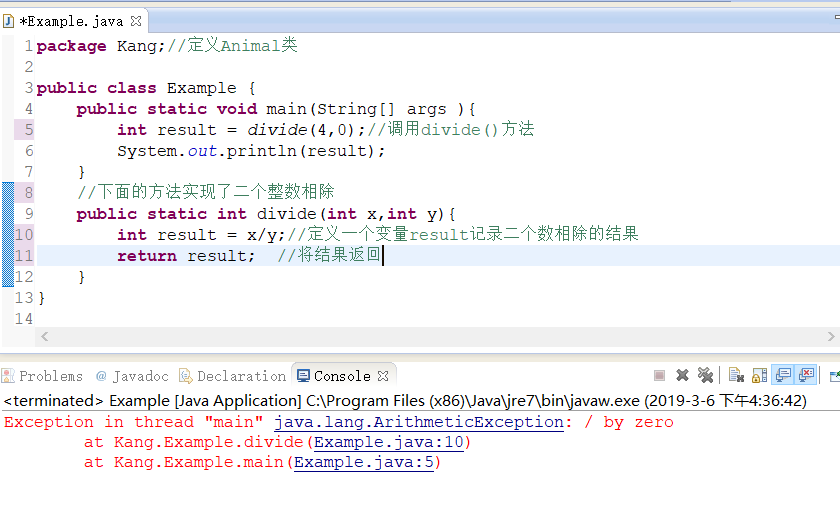 *Example.java
1 package Kang;//定义Animal类
2
3 public class Example {
4 public static void main(String[] args ){
5 int result = divide(4,0);//调用divide()方法
6 System.out.println(result);
7 }
8 //下面的方法实现了二个整数相除
9 public static int divide(int x,int y){
10 int result = x/y;//定义一个变量result记录二个数相除的结果
11 return result;  //将结果返回
12 }
13 }
14
Problems @ Javadoc Declaration Console
<terminated> Example [Java Application] C:\Program Files (x86)\Java\jre7\bin\javaw.exe (2019-3-6 下午4:36:42)
Exception in thread "main" java.lang.ArithmeticException: / by zero
at Kang.Example.divide(Example.java:10)
at Kang.Example.main(Example.java:5)